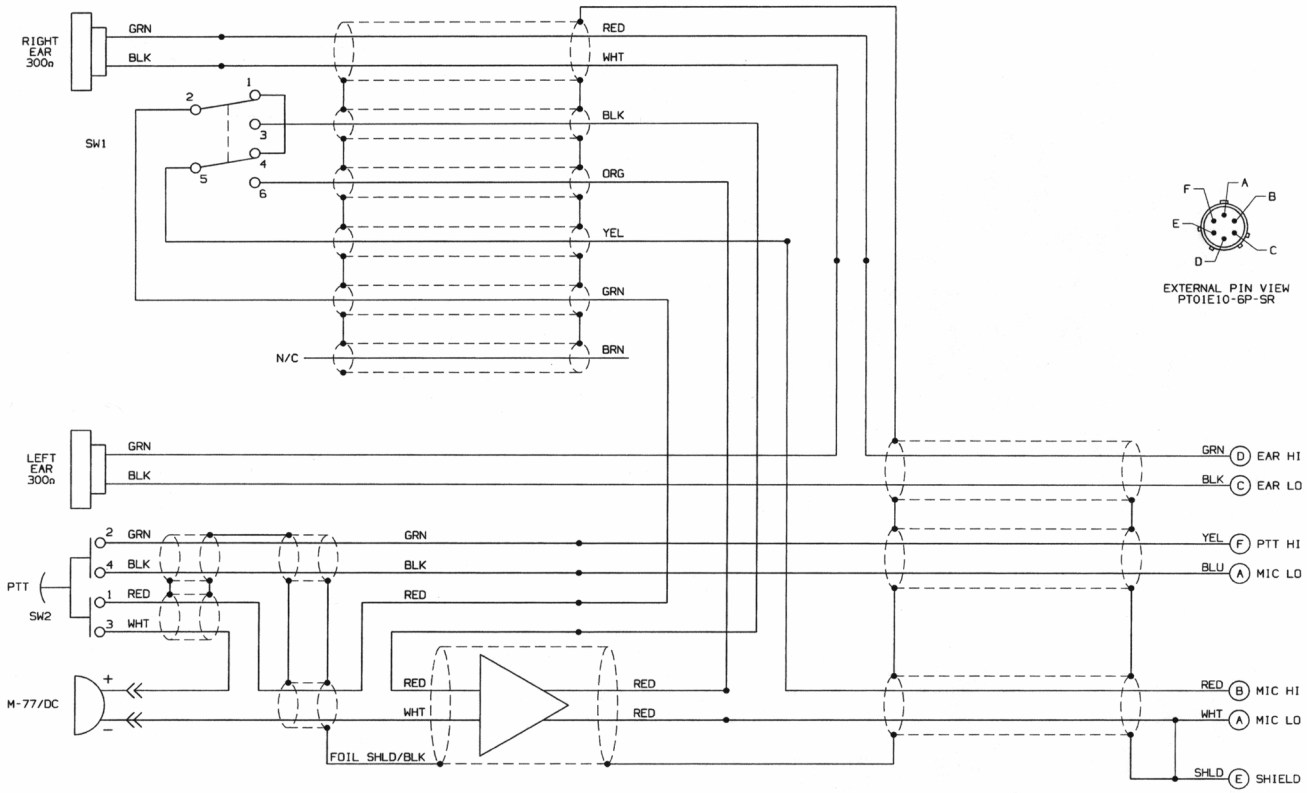 RIGHT
EAR
300Ω
GRN
BLK
RED
WHT
SW1
1
2
3
4
5
6
BLK
ORG
YEL
GRN
N/C
BRN
F
A
B
E
C
D
EXTERNAL PIN VIEW
PT01E10-6P-SR
LEFT
EAR
300Ω
GRN
BLK
GRN D EAR HI
BLK C EAR LO
PTT
SW2
2 GRN
4 BLK
1 RED
3 WHT
GRN
BLK
RED
YEL F PTT HI
BLU A MIC LO
M-77/DC
+
−
RED
WHT
RED
RED
FOIL SHLD/BLK
RED B MIC HI
WHT A MIC LO
SHLD E SHIELD